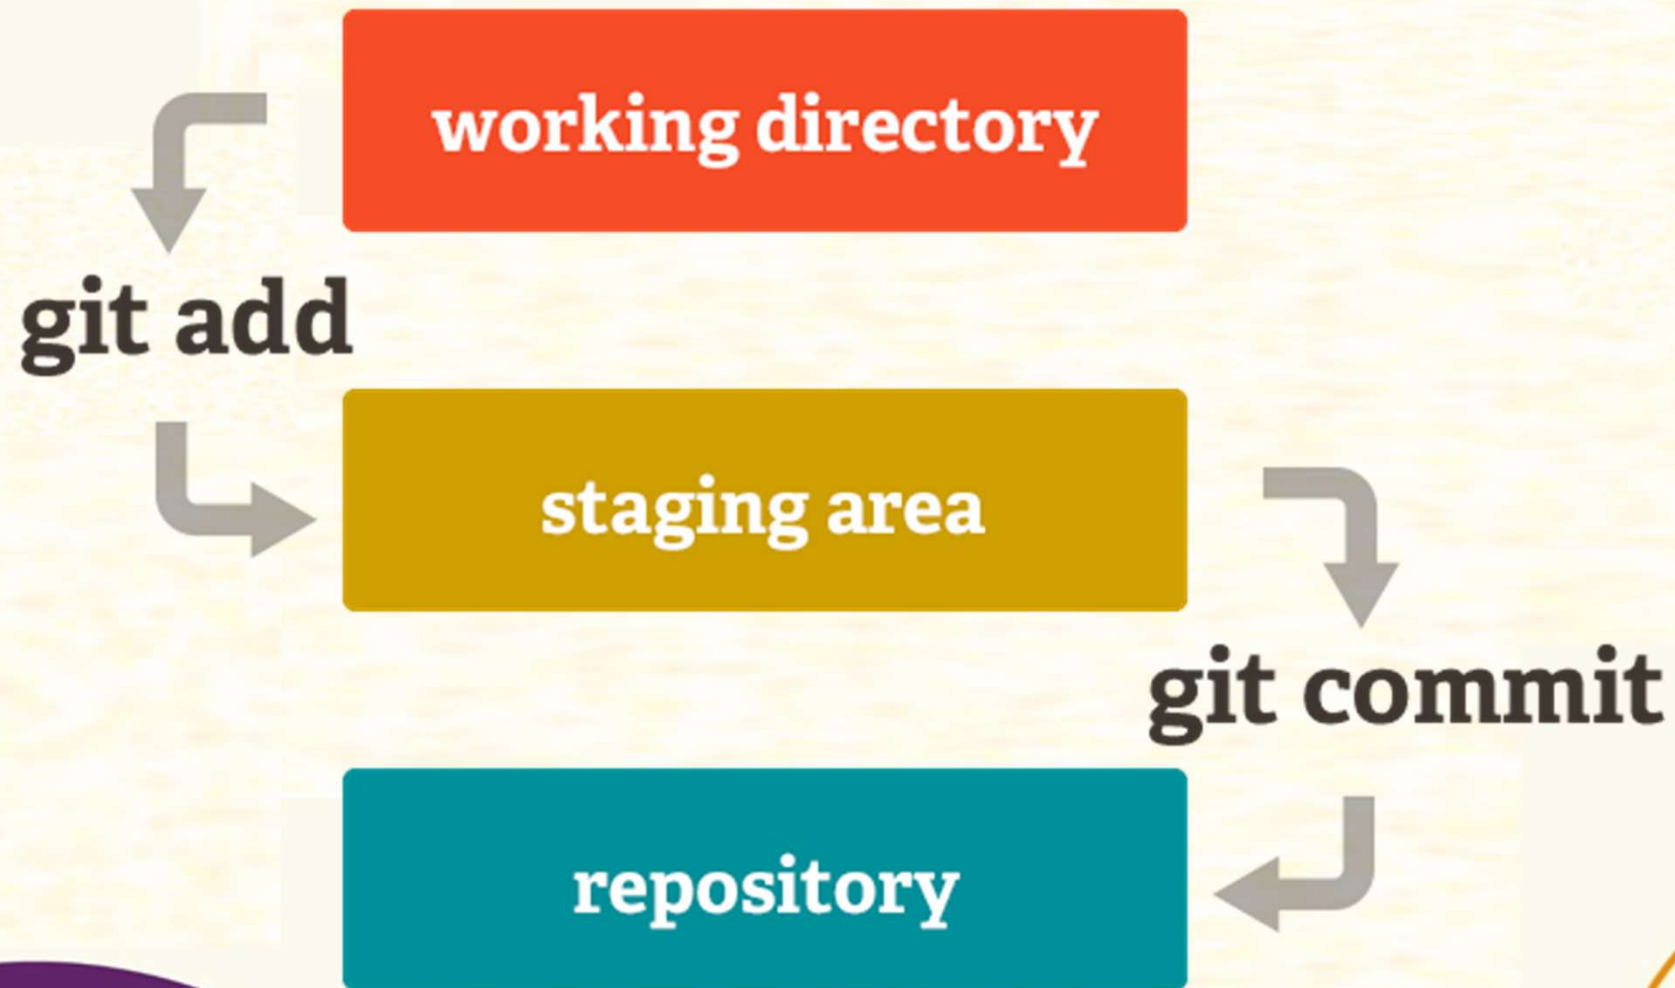 working directory
git add
staging area
git commit
repository